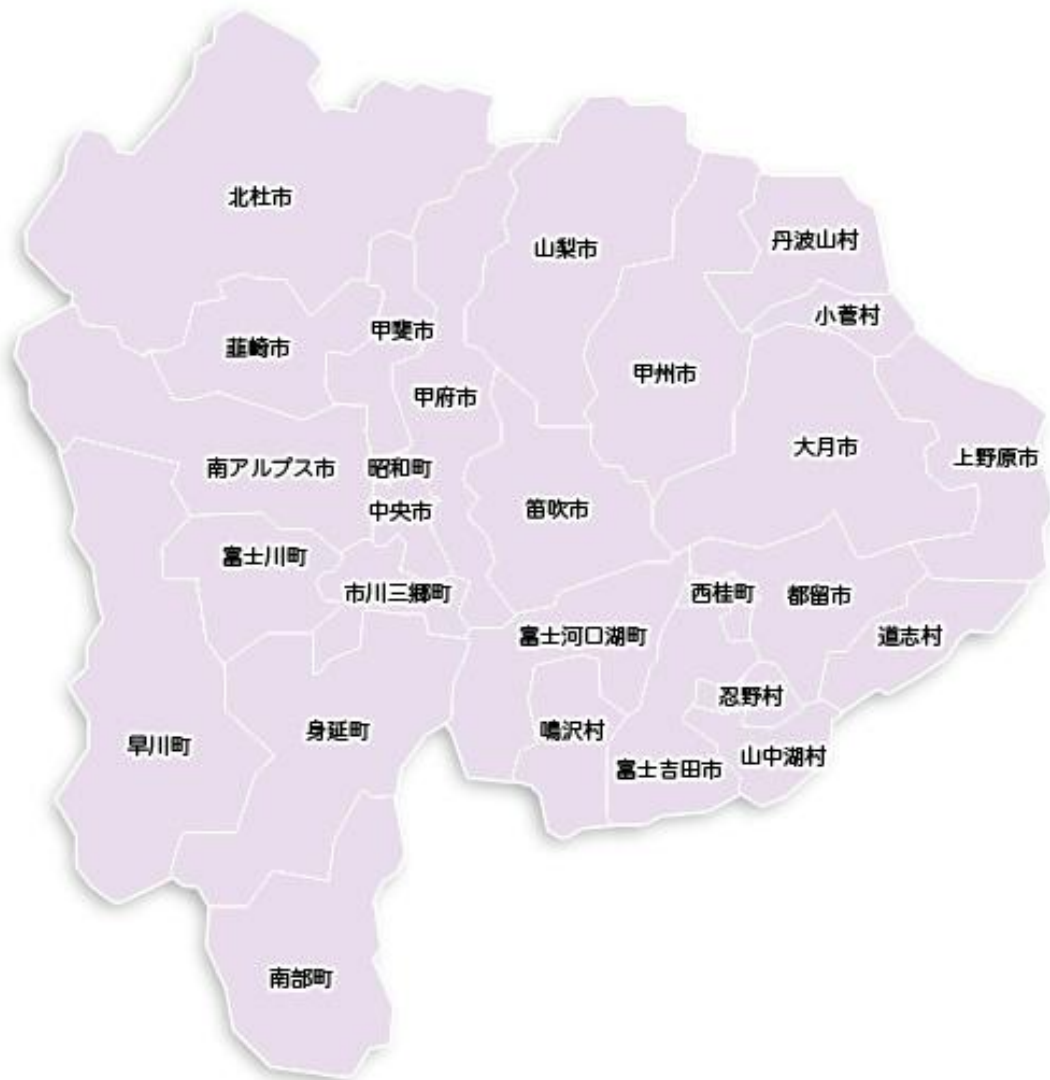 北杜市
山梨市
丹波山村
小菅村
甲斐市
韮崎市
甲州市
甲府市
大月市
上野原市
南アルプス市
昭和町
中央市
笛吹市
富士川町
市川三郷町
西桂町
都留市
富士河口湖町
道志村
忍野村
鳴沢村
身延町
早川町
山中湖村
富士吉田市
南部町